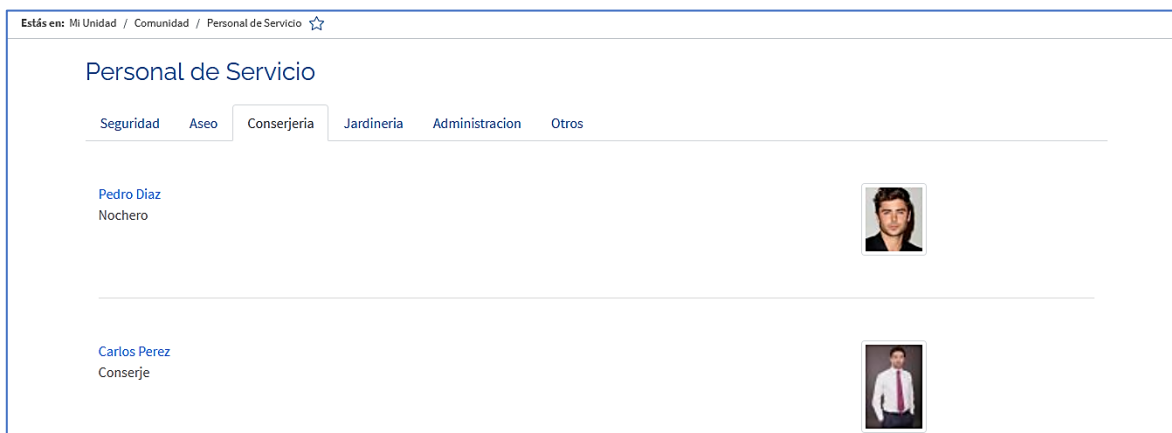 Estás en: Mi Unidad / Comunidad / Personal de Servicio
Personal de Servicio
Seguridad Aseo Conserjeria Jardineria Administracion Otros
Pedro Diaz
Nochero
Carlos Perez
Conserje